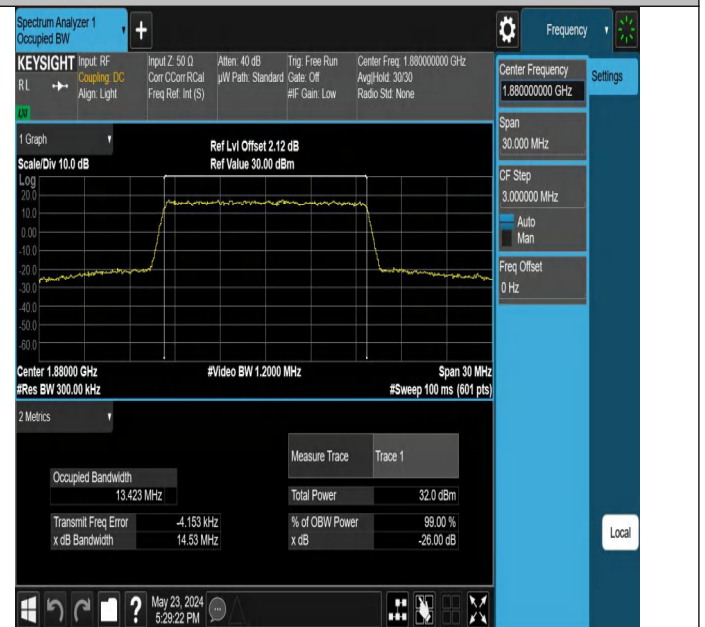 Spectrum Analyzer 1
Occupied BW
+
Frequency
KEYSIGHT
Input: RF
Coupling: DC
Align: Light
RL
LXI
Input Z: 50 Ω
Corr CCorr RCal
Freq Ref: Int (S)
Atten: 40 dB
µW Path: Standard
Trig: Free Run
Gate: Off
#IF Gain: Low
Center Freq: 1.880000000 GHz
Avg|Hold: 30/30
Radio Std: None
Center Frequency
1.880000000 GHz
Settings
Span
30.000 MHz
CF Step
3.000000 MHz
Auto
Man
Freq Offset
0 Hz
Local
1 Graph
Scale/Div 10.0 dB
Ref Lvl Offset 2.12 dB
Ref Value 30.00 dBm
Log
20.0
10.0
0.00
-10.0
-20.0
-30.0
-40.0
-50.0
-60.0
Center 1.88000 GHz
#Video BW 1.2000 MHz
Span 30 MHz
#Res BW 300.00 kHz
#Sweep 100 ms (601 pts)
2 Metrics
Measure Trace
Trace 1
Occupied Bandwidth
13.423 MHz
Total Power
32.0 dBm
Transmit Freq Error
-4.153 kHz
% of OBW Power
99.00 %
x dB Bandwidth
14.53 MHz
x dB
-26.00 dB
?
May 23, 2024
5:29:22 PM